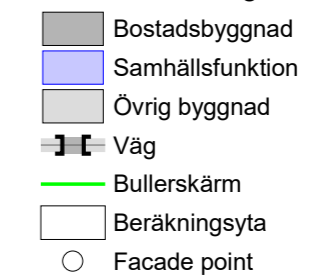 Bostadsbyggnad
Samhällsfunktion
Övrig byggnad
Väg
Bullerskärm
Beräkningsyta
Facade point